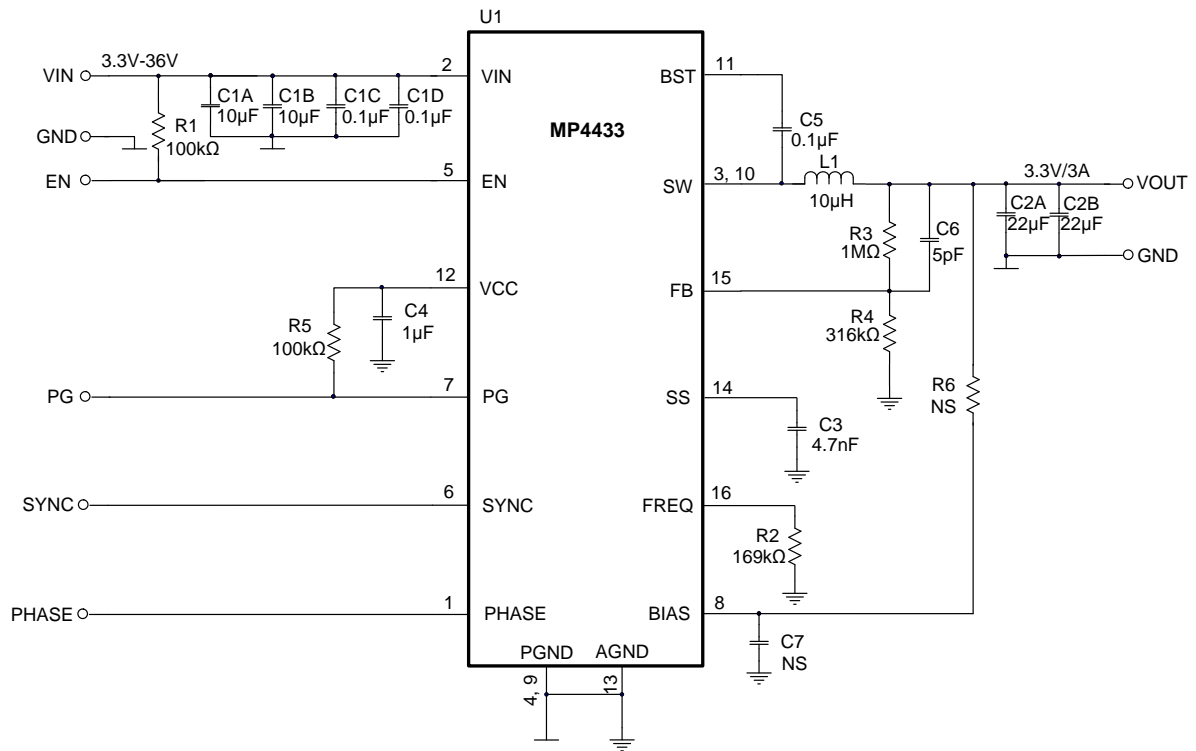 U1
VIN
3.3V-36V
2
VIN
BST
11
C1A
10µF
C1B
10µF
C1C
0.1µF
C1D
0.1µF
MP4433
C5
0.1µF
GND
R1
100kΩ
EN
5
EN
SW
3, 10
L1
10µH
3.3V/3A
VOUT
C2A
22µF
C2B
22µF
R3
1MΩ
C6
5pF
GND
12
VCC
FB
15
C4
1µF
R5
100kΩ
R4
316kΩ
PG
7
PG
SS
14
R6
NS
C3
4.7nF
SYNC
6
SYNC
FREQ
16
R2
169kΩ
PHASE
1
PHASE
BIAS
8
C7
NS
PGND
AGND
4, 9
13